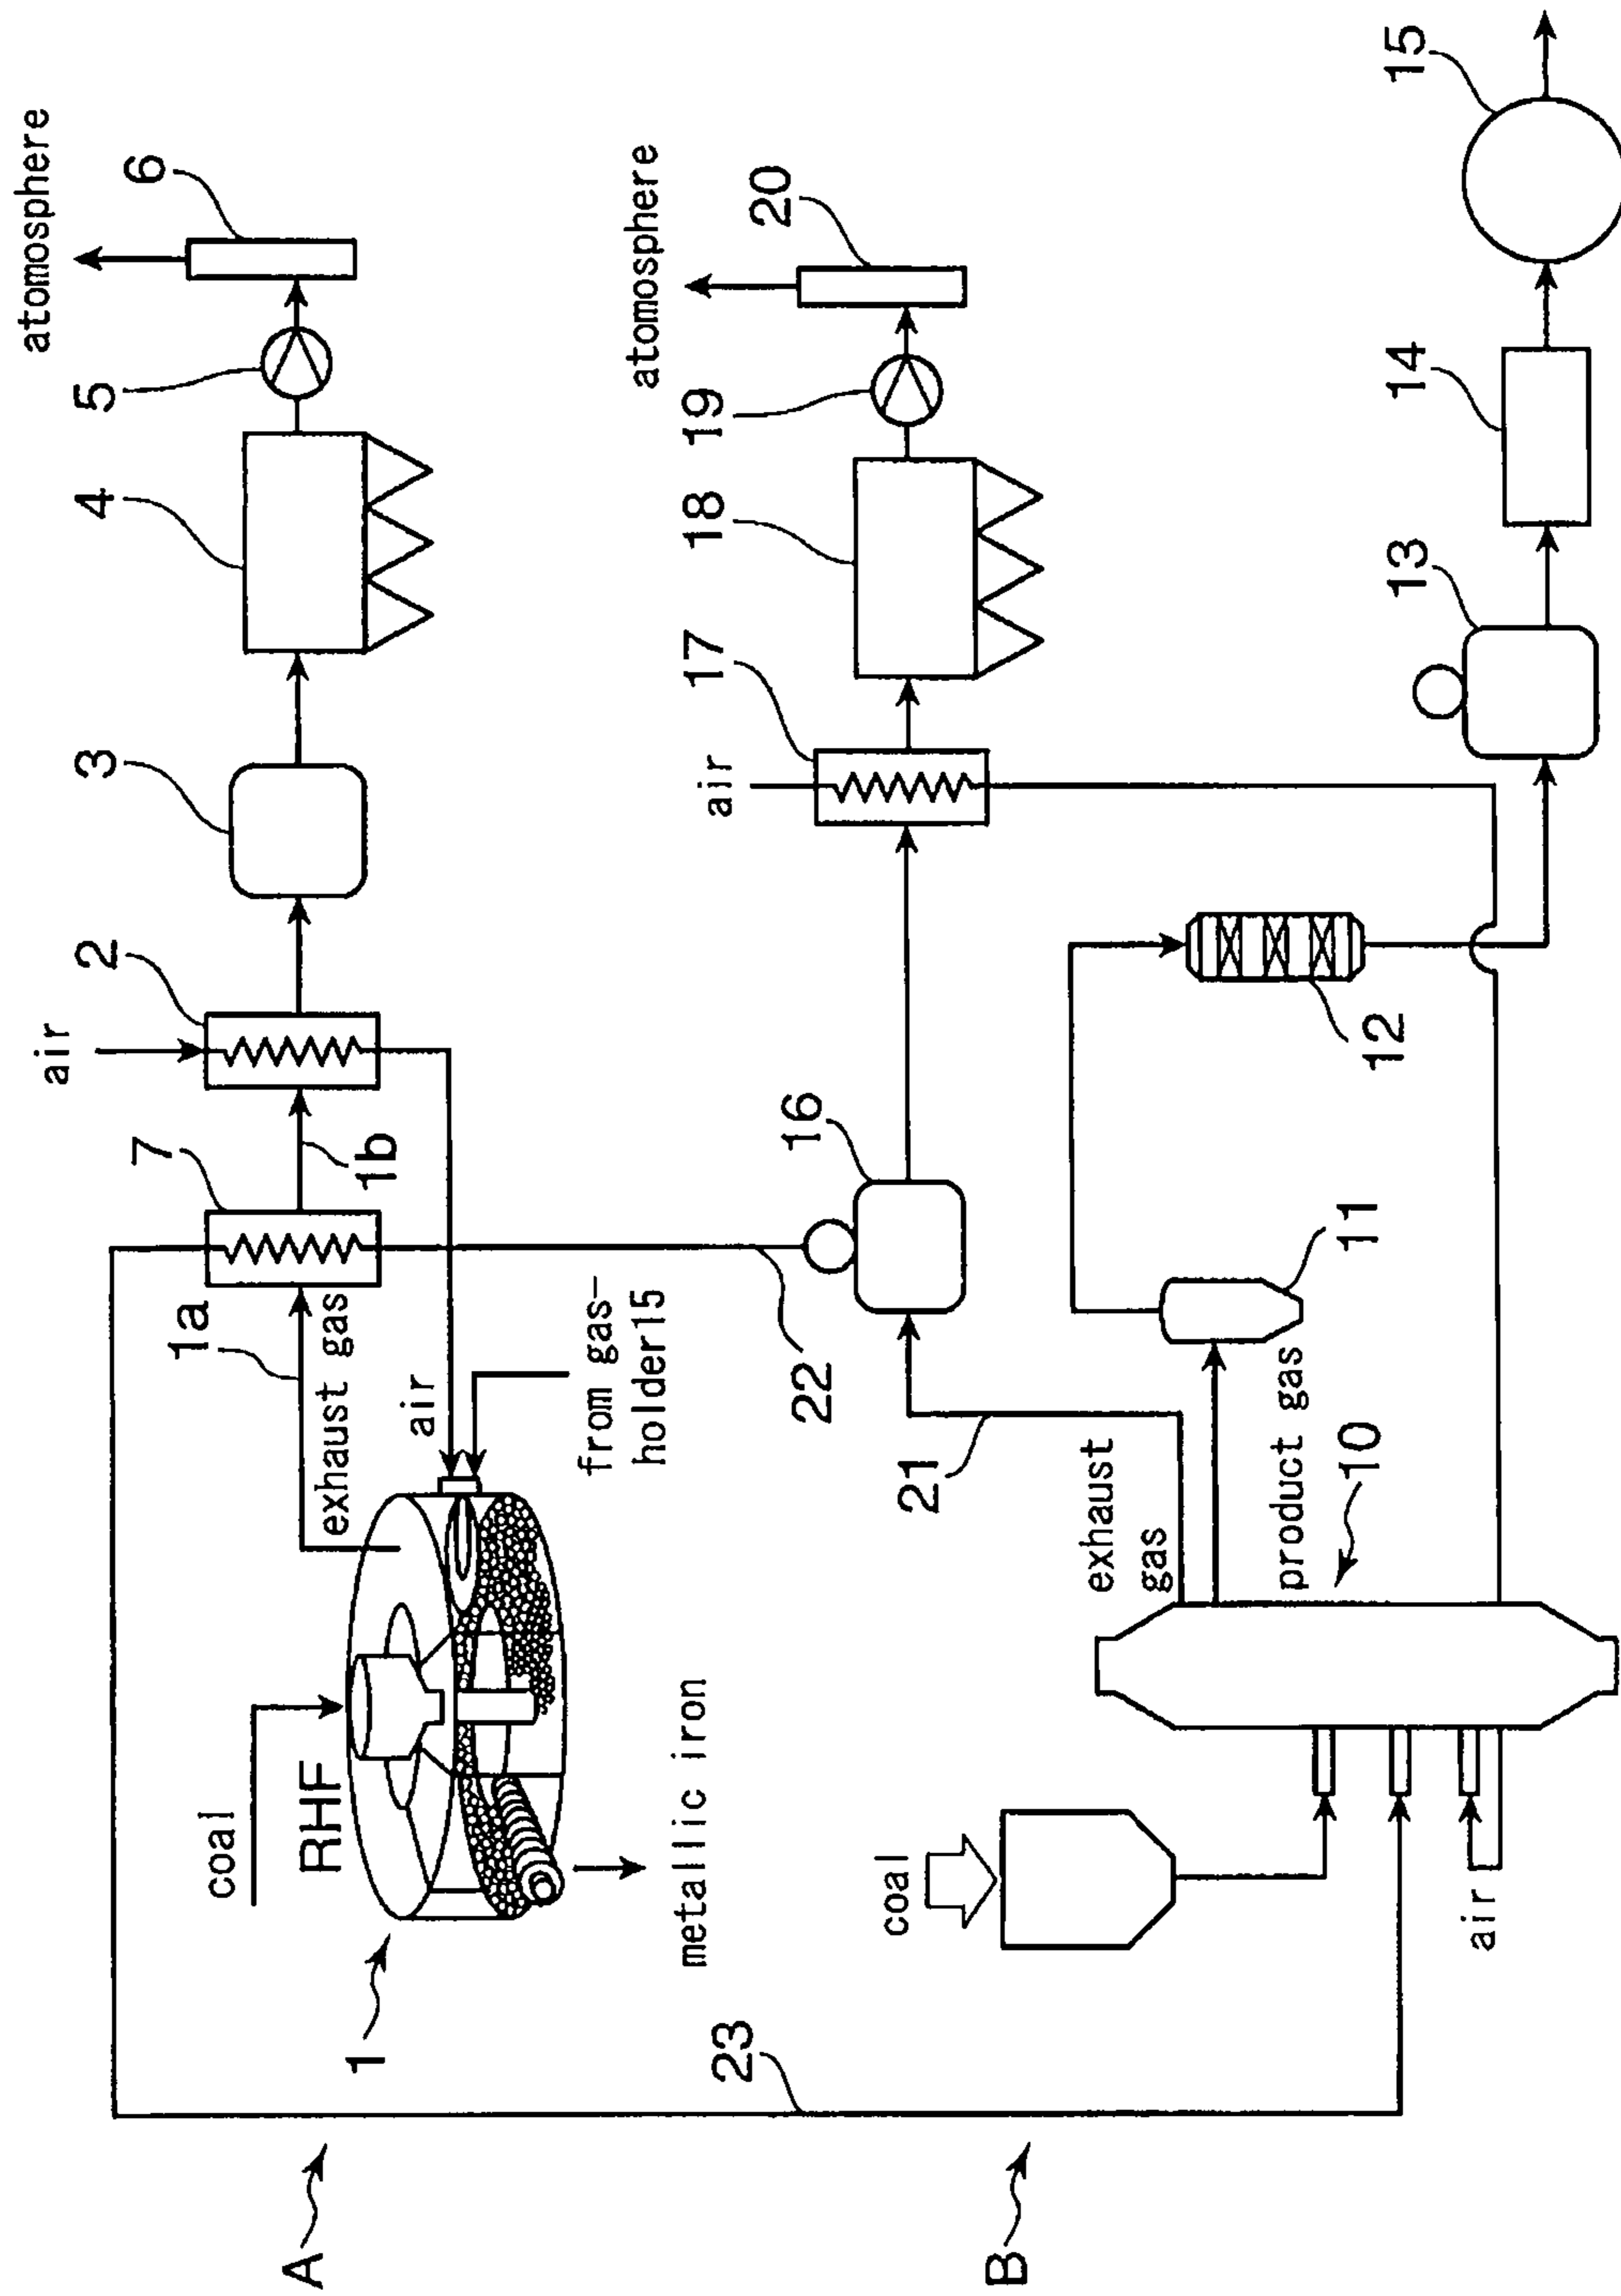 atomosphere
6
5
4
3
2
air
7
1b
1a
exhaust gas
air
from gas-
holder15
coal
RHF
metallic iron
1
A
atomosphere
20
19
18
17
air
16
22
21
exhaust
gas
product gas
10
11
12
13
14
15
coal
air
23
B